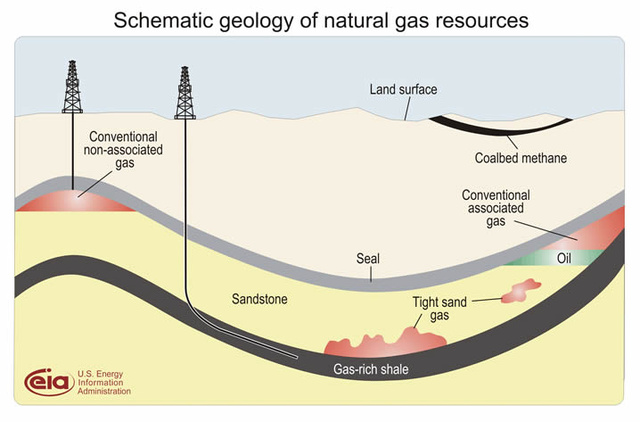 Schematic geology of natural gas resources
Land surface
Conventional
non-associated
gas
Coalbed methane
Conventional
associated
gas
Seal
Oil
Sandstone
Tight sand
gas
Gas-rich shale
eia
U.S. Energy
Information
Administration